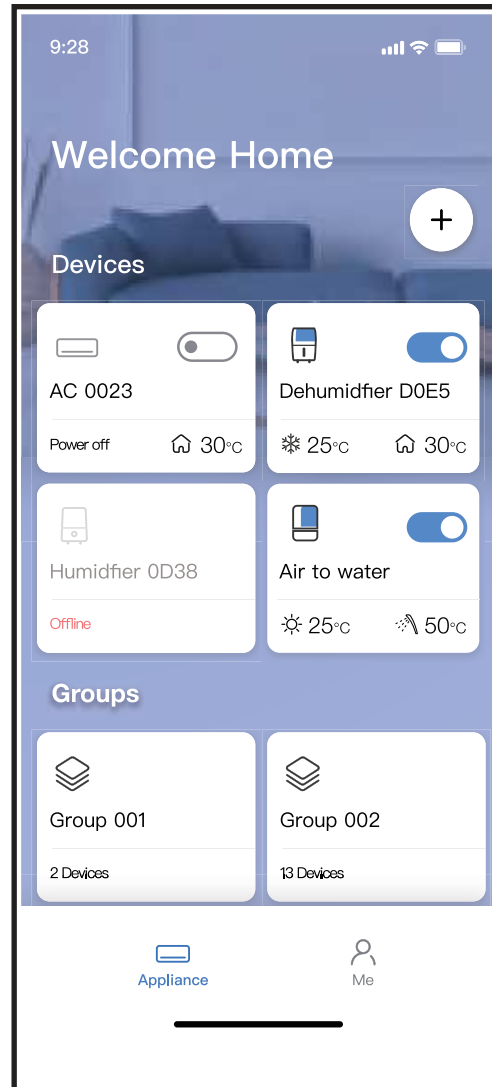 9:28
Welcome Home
+
Devices
AC 0023
Power off 30°C
Dehumidfier D0E5
25°C 30°C
Humidfier 0D38
Offline
Air to water
25°C 50°C
Groups
Group 001
2 Devices
Group 002
13 Devices
Appliance
Me